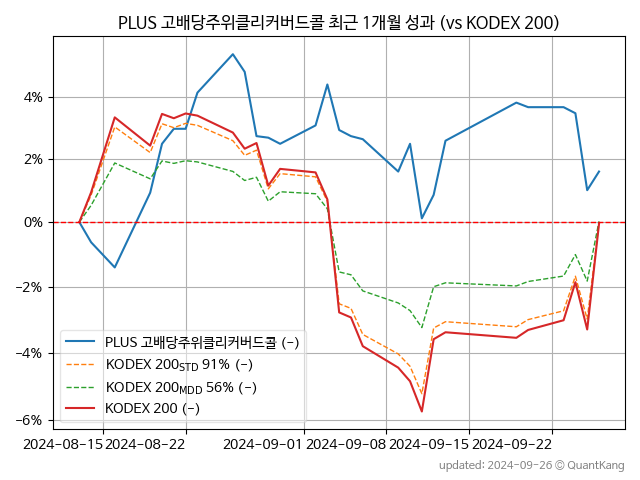 PLUS 고배당주위클리커버드콜 최근 1개월 성과 (vs KODEX 200)
4%
2%
0%
−2%
−4%
−6%
PLUS 고배당주위클리커버드콜 (-)
KODEX 200STD 91% (-)
KODEX 200MDD 56% (-)
KODEX 200 (-)
2024-08-15 2024-08-22 2024-09-01 2024-09-08 2024-09-15 2024-09-22
updated: 2024-09-26 © QuantKang